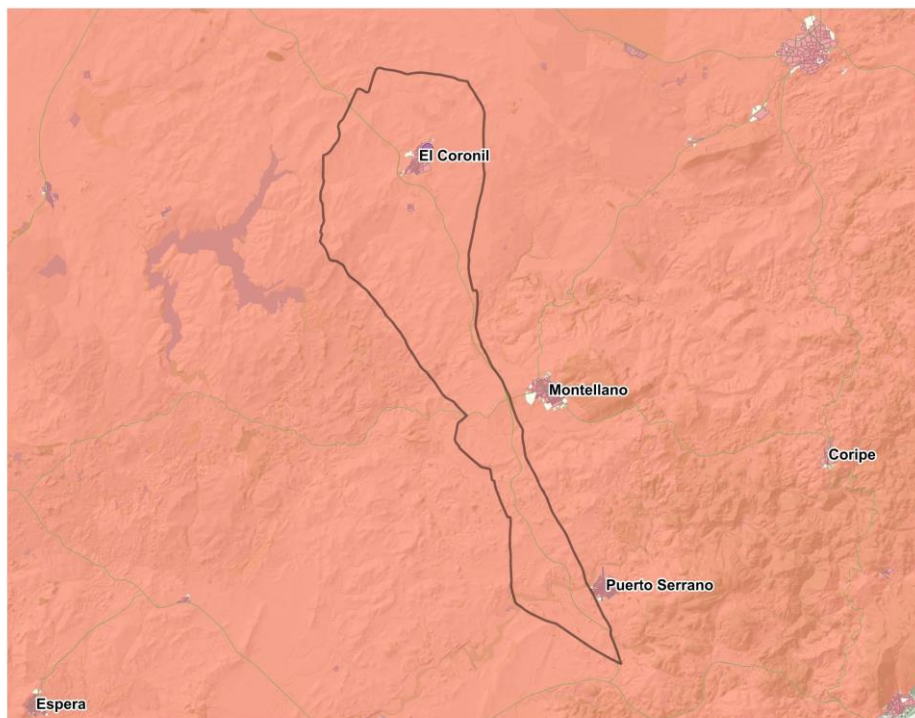 El Coronil
Montellano
Coripe
Puerto Serrano
Espera